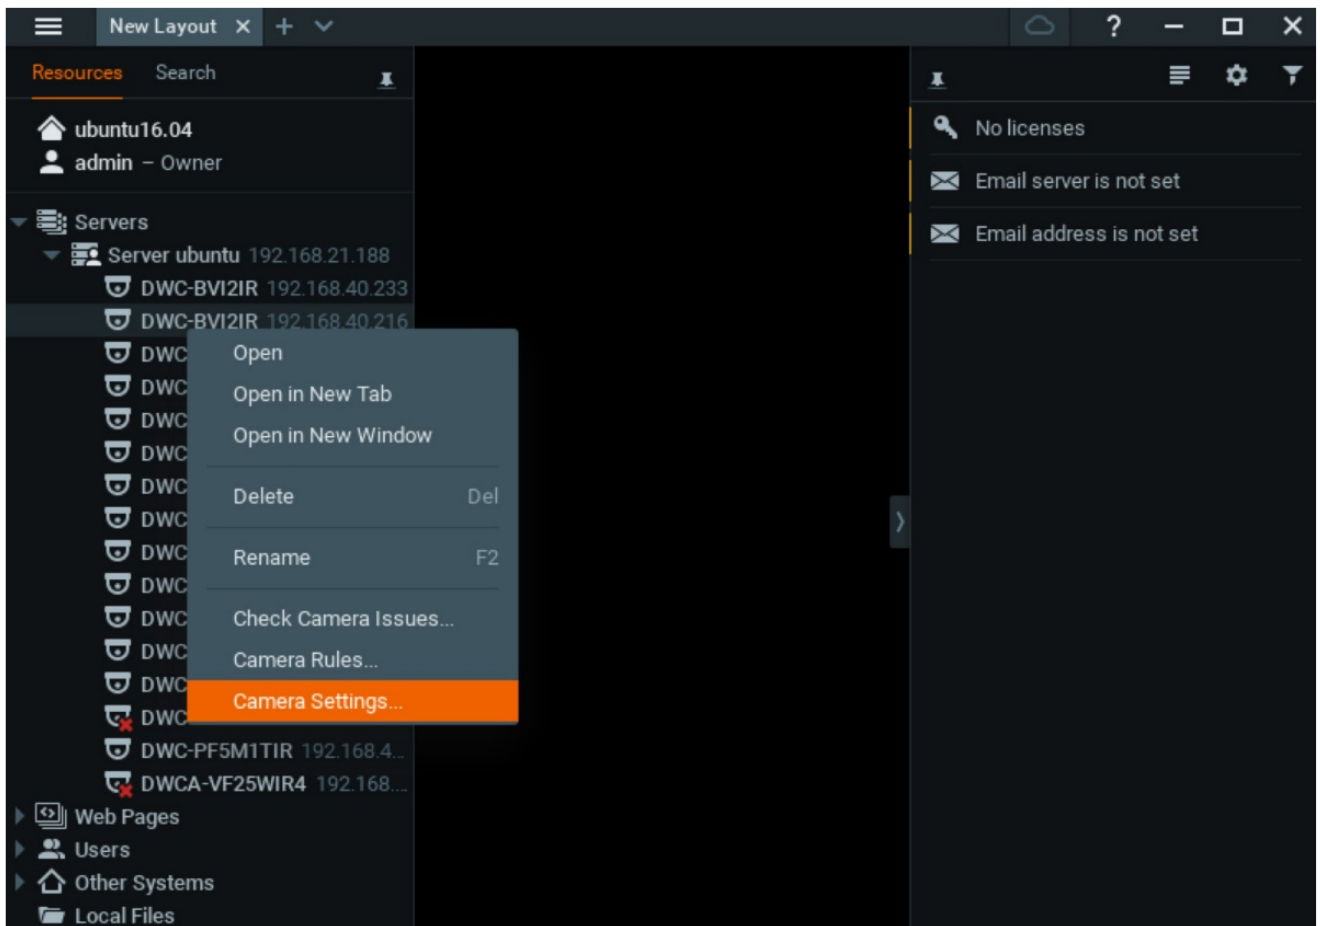 New Layout
?
Resources Search
ubuntu16.04
admin – Owner
Servers
Server ubuntu 192.168.21.188
DWC-BVI2IR 192.168.40.233
DWC-BVI2IR 192.168.40.216
DWC
DWC
DWC
DWC
DWC
DWC
DWC
DWC
DWC
DWC
DWC
DWC
DWC-PF5M1TIR 192.168.4...
DWCA-VF25WIR4 192.168....
Web Pages
Users
Other Systems
Local Files
Open
Open in New Tab
Open in New Window
Delete Del
Rename F2
Check Camera Issues...
Camera Rules...
Camera Settings...
No licenses
Email server is not set
Email address is not set